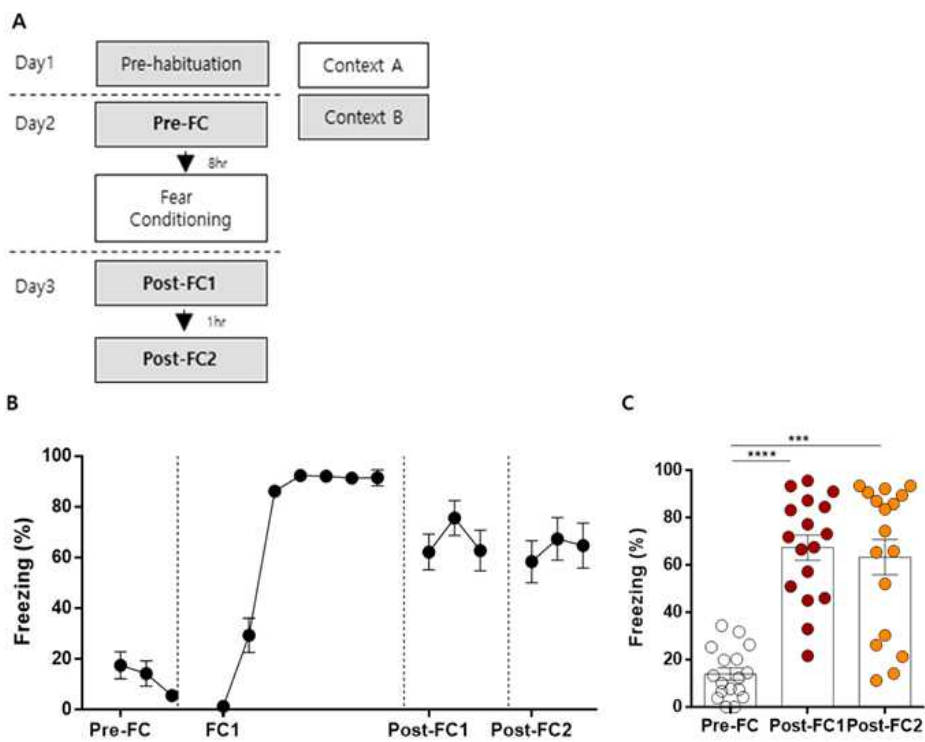 A
Day1
Pre-habituation
Context A
Day2
Pre-FC
Context B
8hr
Fear
Conditioning
Day3
Post-FC1
1hr
Post-FC2
B
C
Freezing (%)
100
80
60
40
20
0
Pre-FC
FC1
Post-FC1
Post-FC2
***
****
Freezing (%)
100
80
60
40
20
0
Pre-FC
Post-FC1
Post-FC2